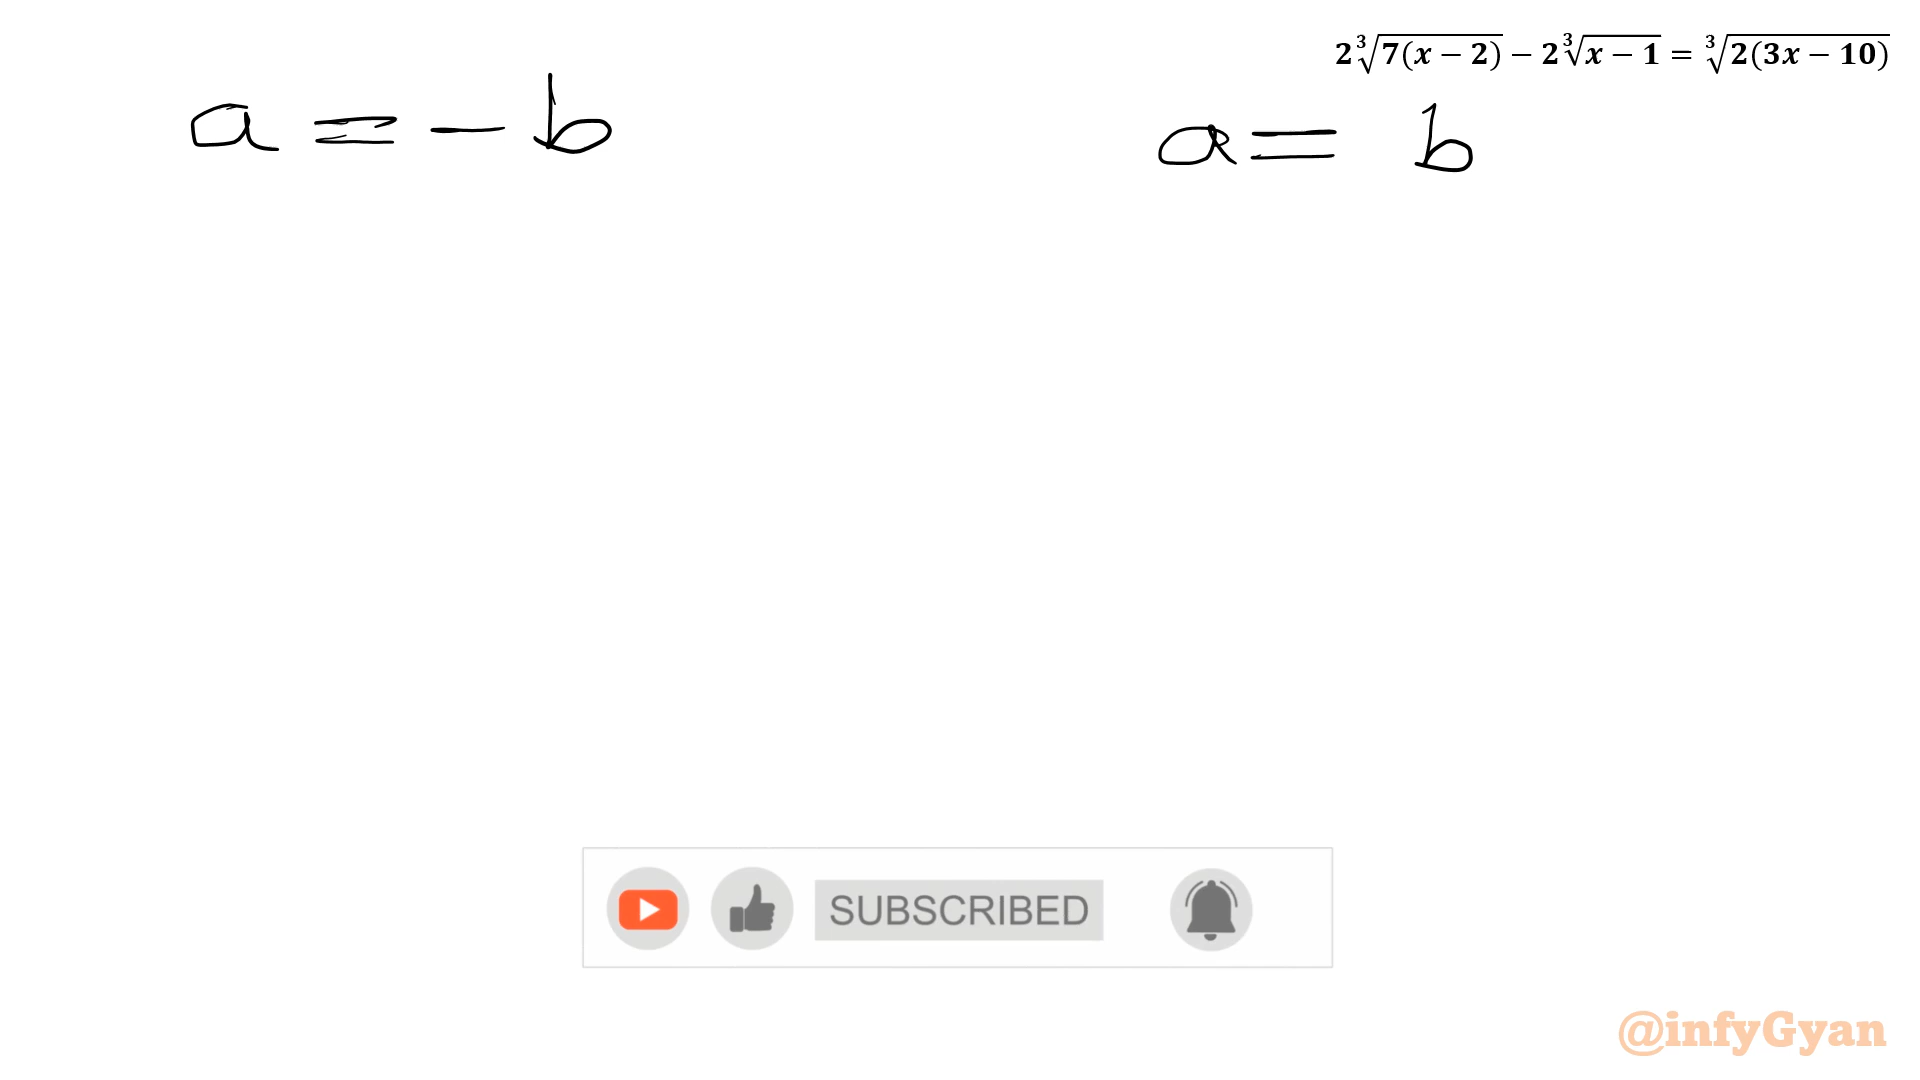 2∛7(x − 2) − 2∛x − 1 = ∛2(3x − 10)
a = − b
a = b
SUBSCRIBED
@infyGyan